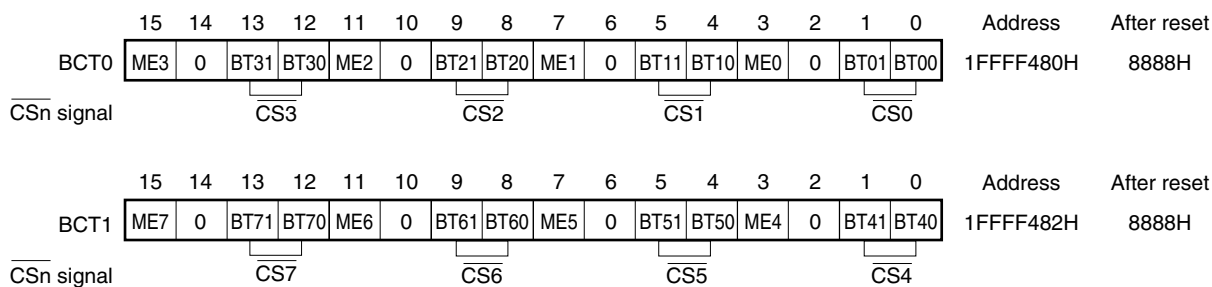 15 14 13 12 11 10 9 8 7 6 5 4 3 2 1 0 Address After reset
BCT0 ME3 0 BT31 BT30 ME2 0 BT21 BT20 ME1 0 BT11 BT10 ME0 0 BT01 BT00 1FFFF480H 8888H
CSn signal CS3 CS2 CS1 CS0
15 14 13 12 11 10 9 8 7 6 5 4 3 2 1 0 Address After reset
BCT1 ME7 0 BT71 BT70 ME6 0 BT61 BT60 ME5 0 BT51 BT50 ME4 0 BT41 BT40 1FFFF482H 8888H
CSn signal CS7 CS6 CS5 CS4